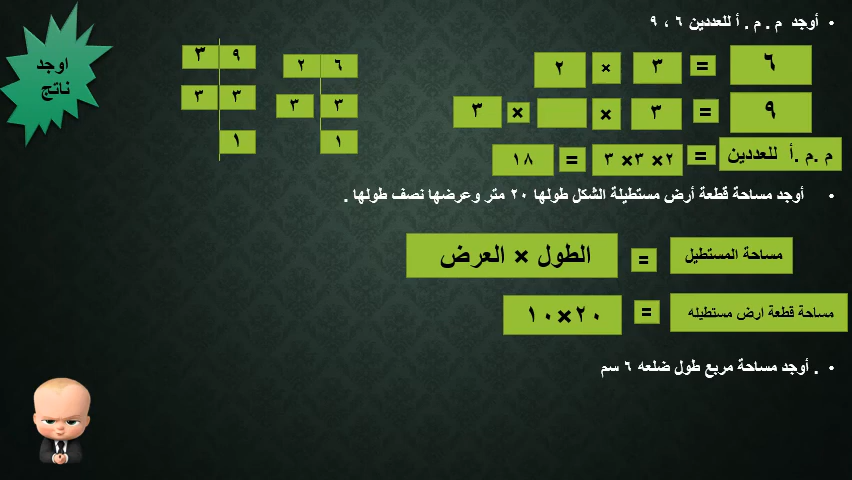 • أوجد م . م . أ للعددين ٦ ، ٩
اوجد ناتج
٦ = ٣ × ٢
٩ = ٣ × × ٣
م .م .أ للعددين = ٢× ٣× ٣ = ١٨
٦ ٢
٣ ٣
١
٩ ٣
٣ ٣
١
• أوجد مساحة قطعة أرض مستطيلة الشكل طولها ٢٠ متر وعرضها نصف طولها .
مساحة المستطيل = الطول × العرض
مساحة قطعة ارض مستطيله = ٢٠×١٠
• . أوجد مساحة مربع طول ضلعه ٦ سم